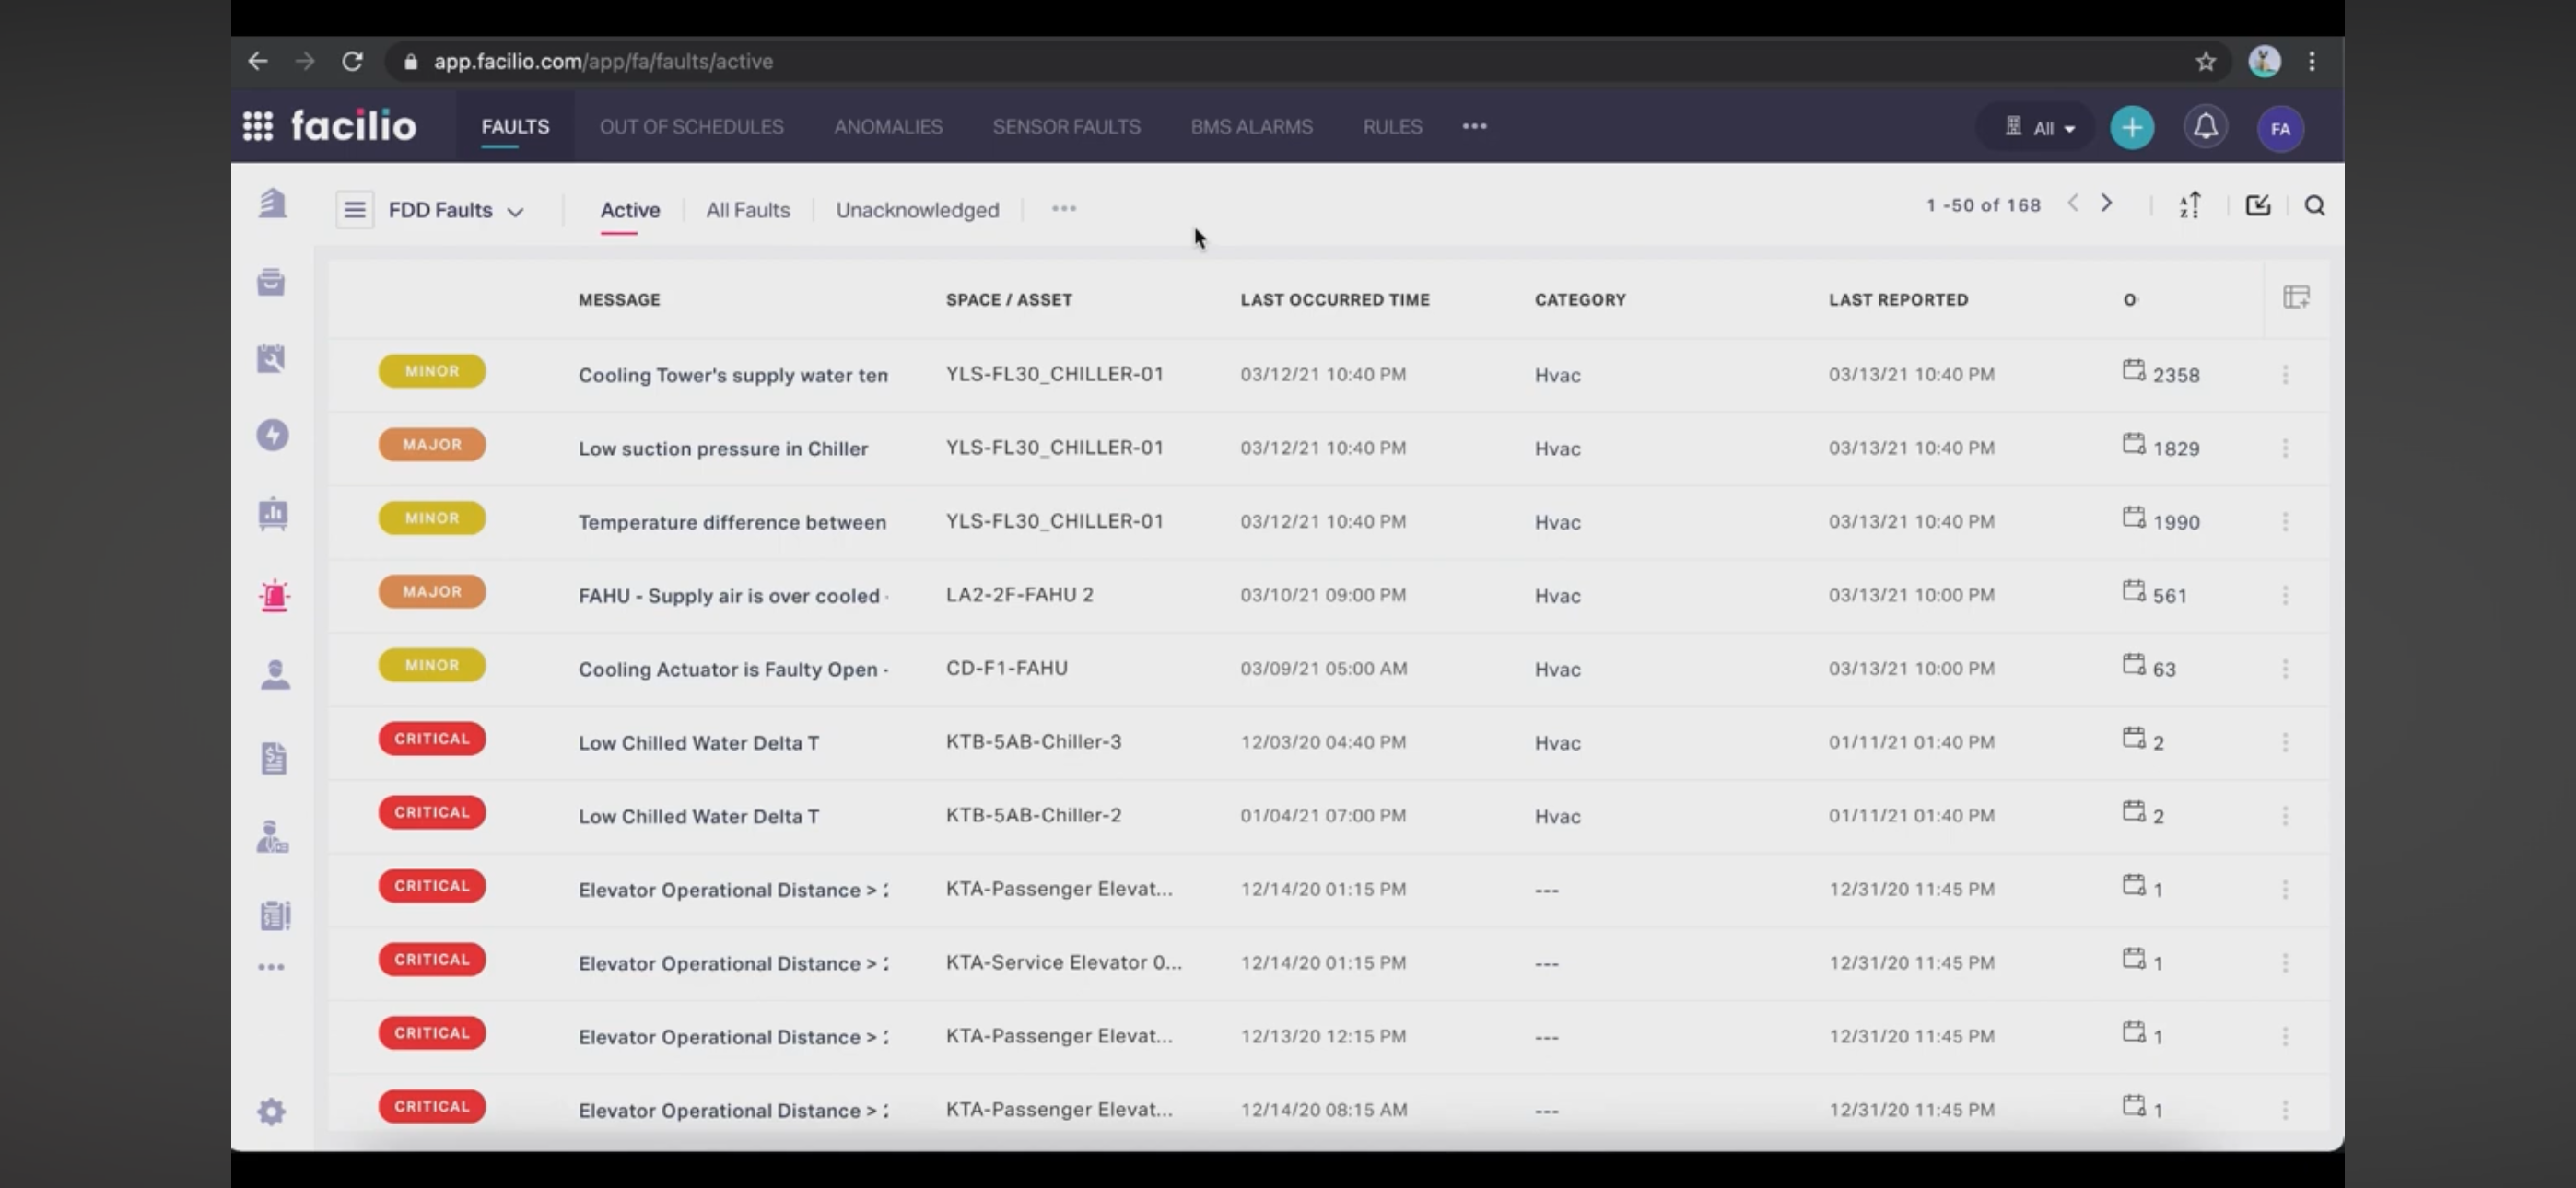 app.facilio.com/app/fa/faults/active
facilio FAULTS OUT OF SCHEDULES ANOMALIES SENSOR FAULTS BMS ALARMS RULES ••• All FA
FDD Faults Active All Faults Unacknowledged ••• 1 -50 of 168
MESSAGE SPACE / ASSET LAST OCCURRED TIME CATEGORY LAST REPORTED O
MINOR Cooling Tower's supply water ten YLS-FL30_CHILLER-01 03/12/21 10:40 PM Hvac 03/13/21 10:40 PM 2358
MAJOR Low suction pressure in Chiller YLS-FL30_CHILLER-01 03/12/21 10:40 PM Hvac 03/13/21 10:40 PM 1829
MINOR Temperature difference between YLS-FL30_CHILLER-01 03/12/21 10:40 PM Hvac 03/13/21 10:40 PM 1990
MAJOR FAHU - Supply air is over cooled - LA2-2F-FAHU 2 03/10/21 09:00 PM Hvac 03/13/21 10:00 PM 561
MINOR Cooling Actuator is Faulty Open - CD-F1-FAHU 03/09/21 05:00 AM Hvac 03/13/21 10:00 PM 63
CRITICAL Low Chilled Water Delta T KTB-5AB-Chiller-3 12/03/20 04:40 PM Hvac 01/11/21 01:40 PM 2
CRITICAL Low Chilled Water Delta T KTB-5AB-Chiller-2 01/04/21 07:00 PM Hvac 01/11/21 01:40 PM 2
CRITICAL Elevator Operational Distance > KTA-Passenger Elevat... 12/14/20 01:15 PM --- 12/31/20 11:45 PM 1
CRITICAL Elevator Operational Distance > KTA-Service Elevator 0... 12/14/20 01:15 PM --- 12/31/20 11:45 PM 1
CRITICAL Elevator Operational Distance > KTA-Passenger Elevat... 12/13/20 12:15 PM --- 12/31/20 11:45 PM 1
CRITICAL Elevator Operational Distance > KTA-Passenger Elevat... 12/14/20 08:15 AM --- 12/31/20 11:45 PM 1